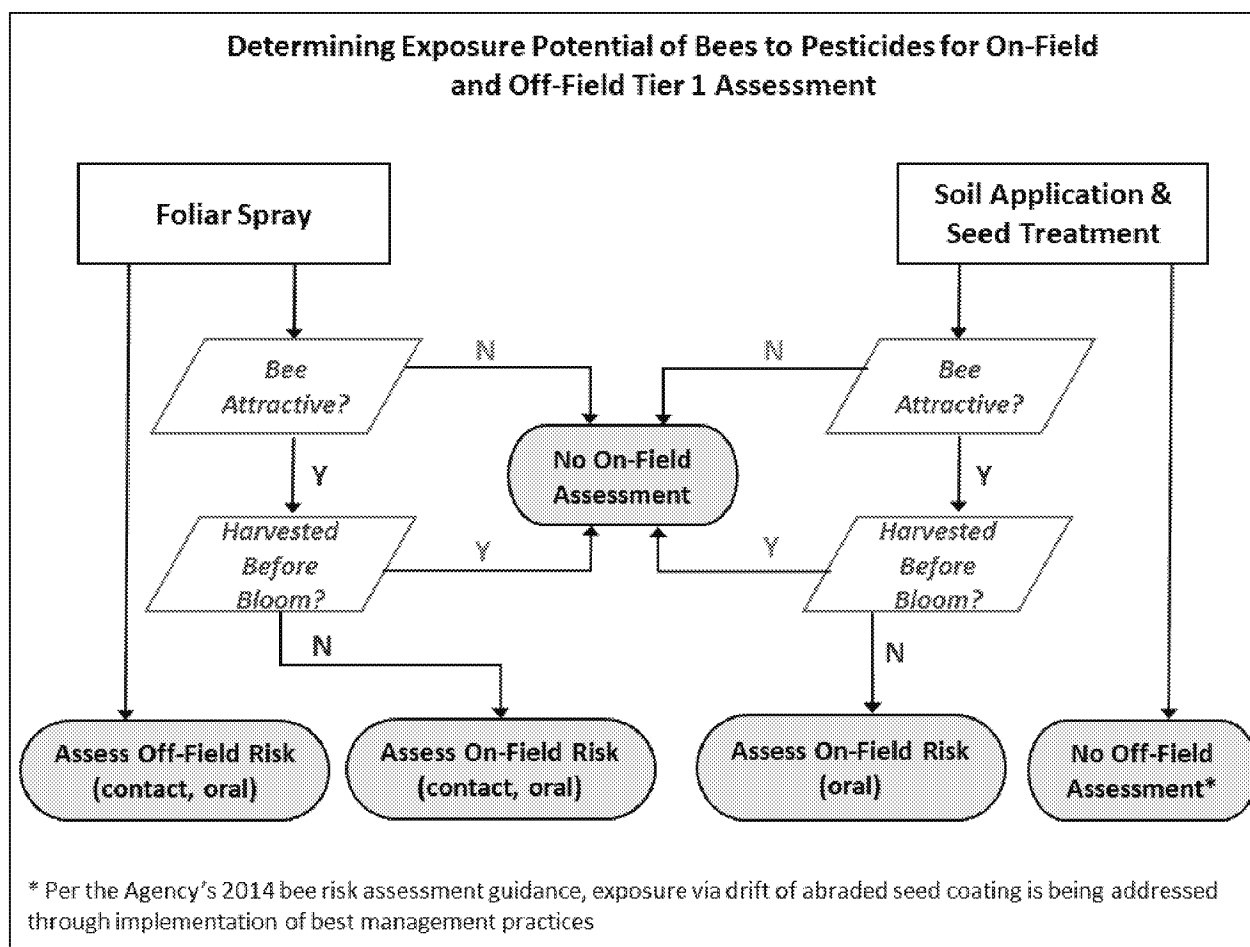 Determining Exposure Potential of Bees to Pesticides for On-Field
and Off-Field Tier 1 Assessment
Foliar Spray
Soil Application &
Seed Treatment
Bee
Attractive?
N
N
Bee
Attractive?
No On-Field
Assessment
Y
Y
Harvested
Before
Bloom?
Y
Y
Harvested
Before
Bloom?
N
N
Assess Off-Field Risk
(contact, oral)
Assess On-Field Risk
(contact, oral)
Assess On-Field Risk
(oral)
No Off-Field
Assessment*
* Per the Agency's 2014 bee risk assessment guidance, exposure via drift of abraded seed coating is being addressed
through implementation of best management practices